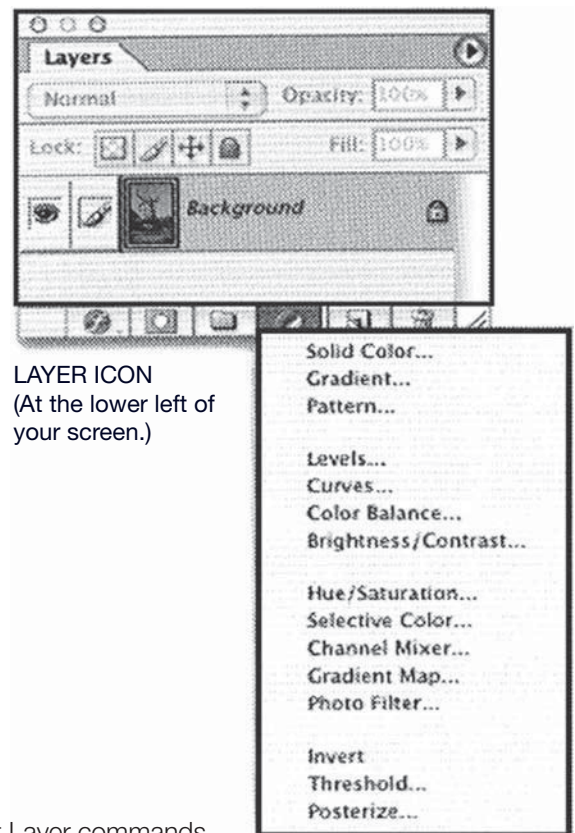 Layers
Normal Opacity: 100%
Lock: Fill: 100%
Background
LAYER ICON
(At the lower left of
your screen.)
Solid Color...
Gradient...
Pattern...
Levels...
Curves...
Color Balance...
Brightness/Contrast...
Hue/Saturation...
Selective Color...
Channel Mixer...
Gradient Map...
Photo Filter...
Invert
Threshold...
Posterize...
Layer commands